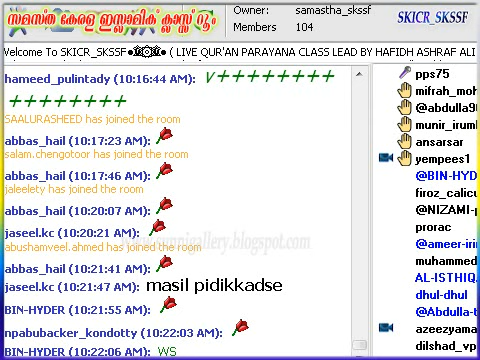 സമസ്ത കേരള ഇസ്ലാമിക് ക്ലാസ്സ് റൂം
Owner: samastha_skssf
Members 104
SKICR_SKSSF
Welcome To SKICR_SKSSF ( LIVE QUR'AN PARAYANA CLASS LEAD BY HAFIDH ASHRAF ALI
hameed_pulintady (10:16:44 AM): V++++++++
++++++++
SAALURASHEED has joined the room
abbas_hail (10:17:23 AM):
salam.chengotoor has joined the room
abbas_hail (10:17:46 AM):
jaleelety has joined the room
abbas_hail (10:20:07 AM):
jaseel.kc (10:20:21 AM):
abushamveel.ahmed has joined the room
abbas_hail (10:21:41 AM):
jaseel.kc (10:21:47 AM): masil pidikkadse
BIN-HYDER (10:21:55 AM):
npabubacker_kondotty (10:22:03 AM):
BIN-HYDER (10:22:06 AM): WS
pps75
mifrah_moh
@abdulla9
munir_irum
ansarsar
yempees1
@BIN-HYD
firoz_calicu
@NIZAMI-
prorac
@ameer-irin
muhammed
AL-ISTHIQA
dhul-dhul
@Abdulla-t
azeezyama
dilshad_vp